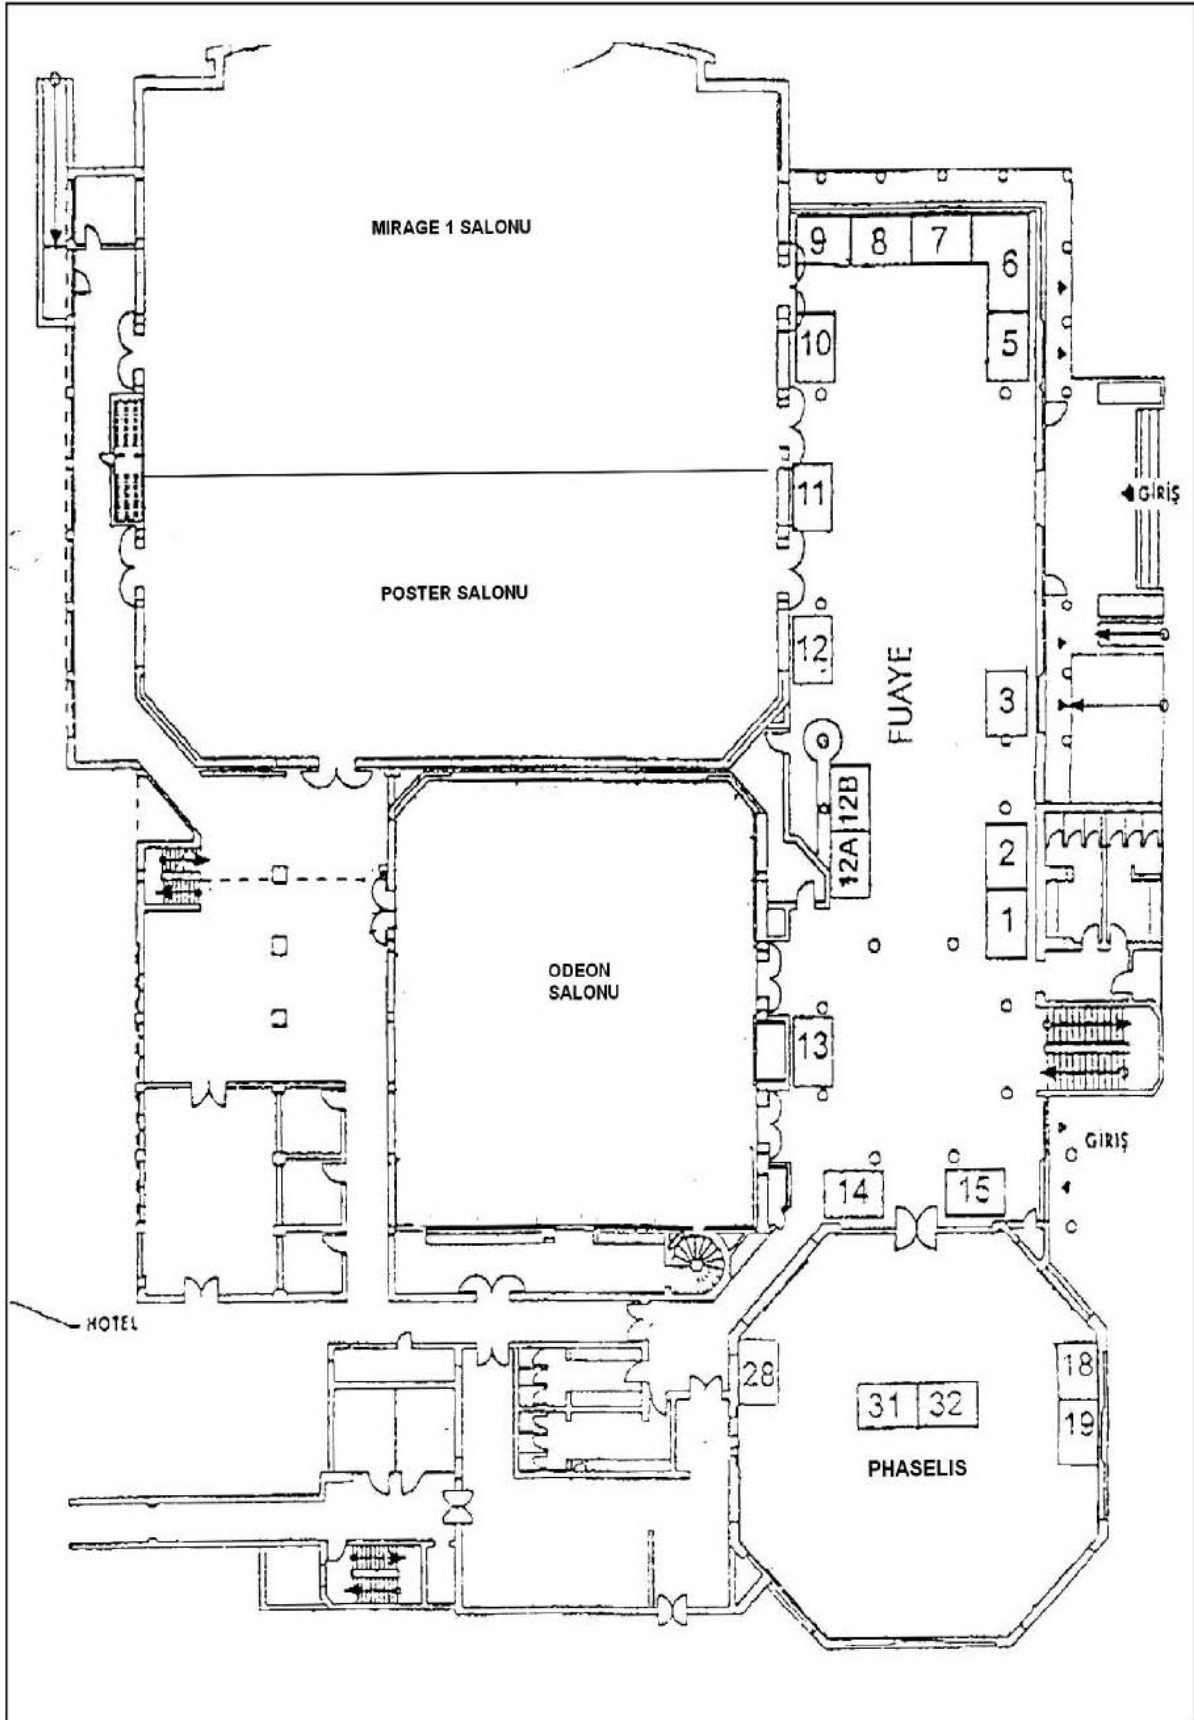 MIRAGE 1 SALONU
9
8
7
6
10
5
11
GİRİŞ
POSTER SALONU
12
FUAYE
3
12A
12B
2
1
ODEON
SALONU
13
GİRİŞ
14
15
HOTEL
28
18
31
32
19
PHASELIS